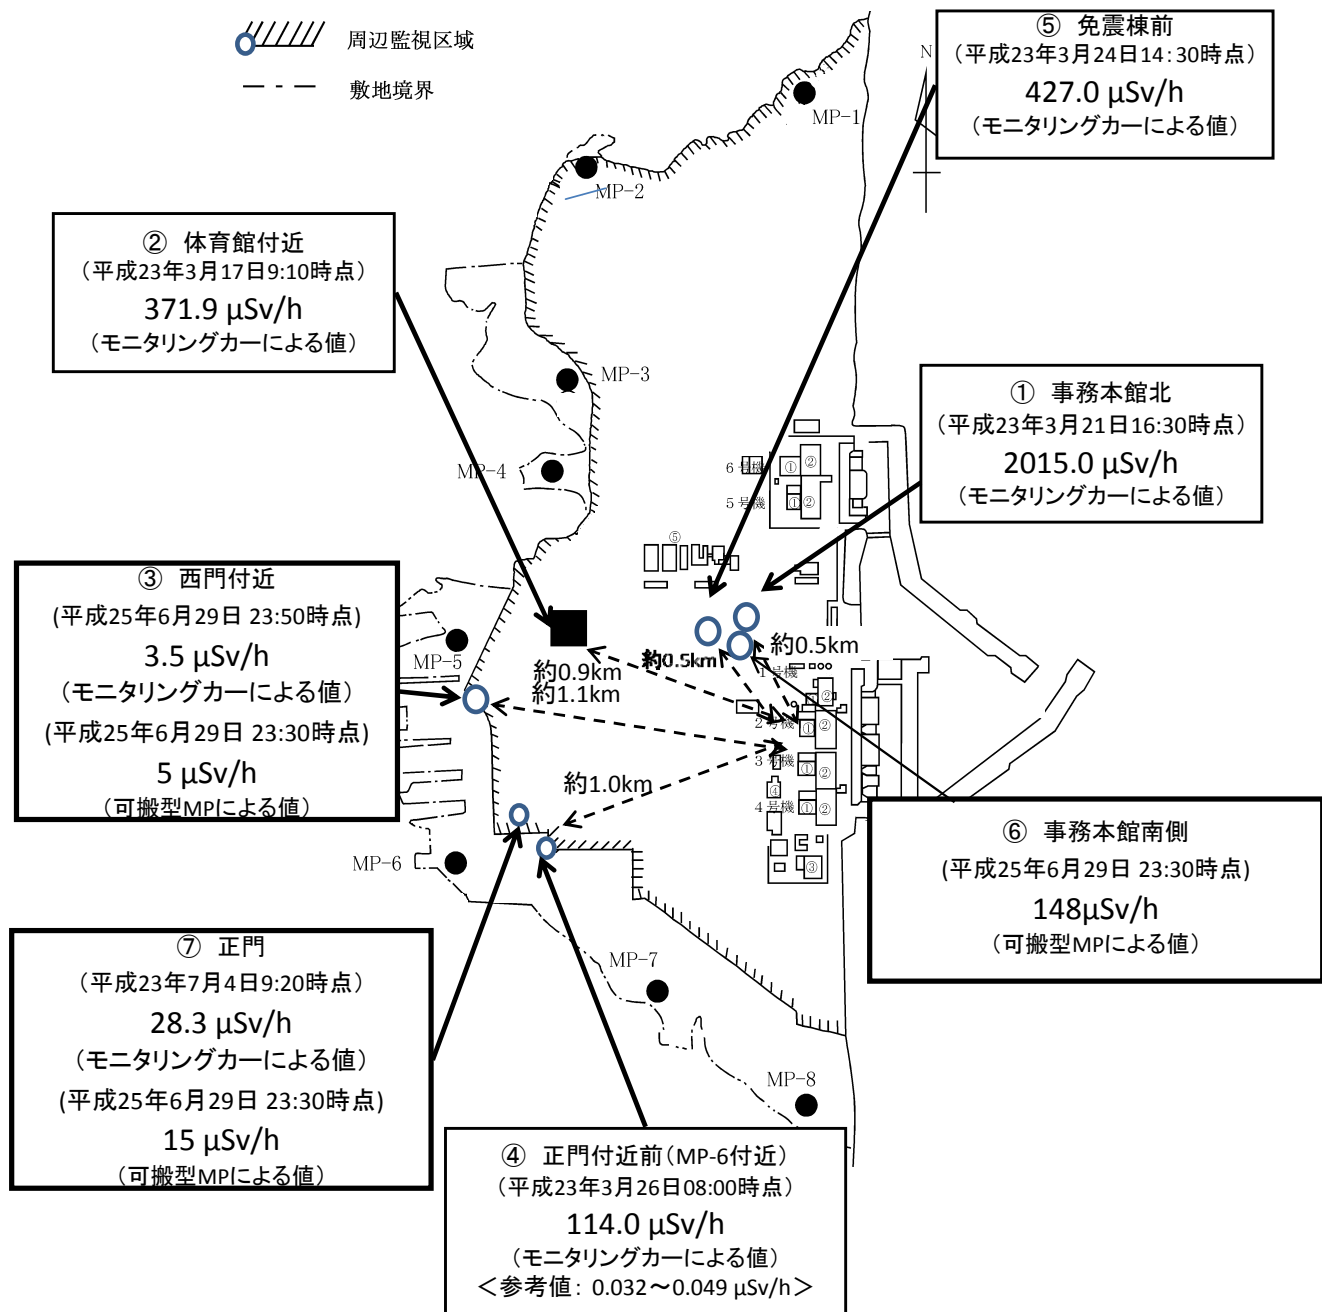 周辺監視区域
敷地境界
⑤ 免震棟前
（平成23年3月24日14:30時点）
427.0 μSv/h
（モニタリングカーによる値）
N
MP-1
MP-2
② 体育館付近
（平成23年3月17日9:10時点）
371.9 μSv/h
（モニタリングカーによる値）
MP-3
① 事務本館北
（平成23年3月21日16:30時点）
2015.0 μSv/h
（モニタリングカーによる値）
MP-4
6号機
①
②
5号機
①
②
⑤
③ 西門付近
(平成25年6月29日 23:50時点)
3.5 μSv/h
（モニタリングカーによる値）
(平成25年6月29日 23:30時点)
5 μSv/h
（可搬型MPによる値）
MP-5
約0.9km
約1.1km
約0.5km
約0.5km
1号機
②
2号機
①
②
3号機
①
②
約1.0km
④
4号機
①
②
③
MP-6
⑥ 事務本館南側
(平成25年6月29日 23:30時点)
148μSv/h
（可搬型MPによる値）
⑦ 正門
（平成23年7月4日9:20時点）
28.3 μSv/h
（モニタリングカーによる値）
(平成25年6月29日 23:30時点)
15 μSv/h
（可搬型MPによる値）
MP-7
MP-8
④ 正門付近前（MP-6付近）
（平成23年3月26日08:00時点）
114.0 μSv/h
（モニタリングカーによる値）
＜参考値: 0.032～0.049 μSv/h＞